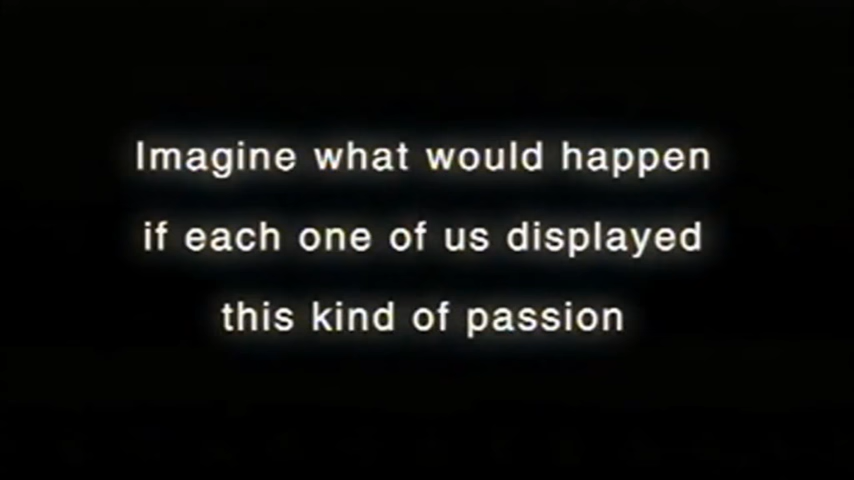 Imagine what would happen
if each one of us displayed
this kind of passion